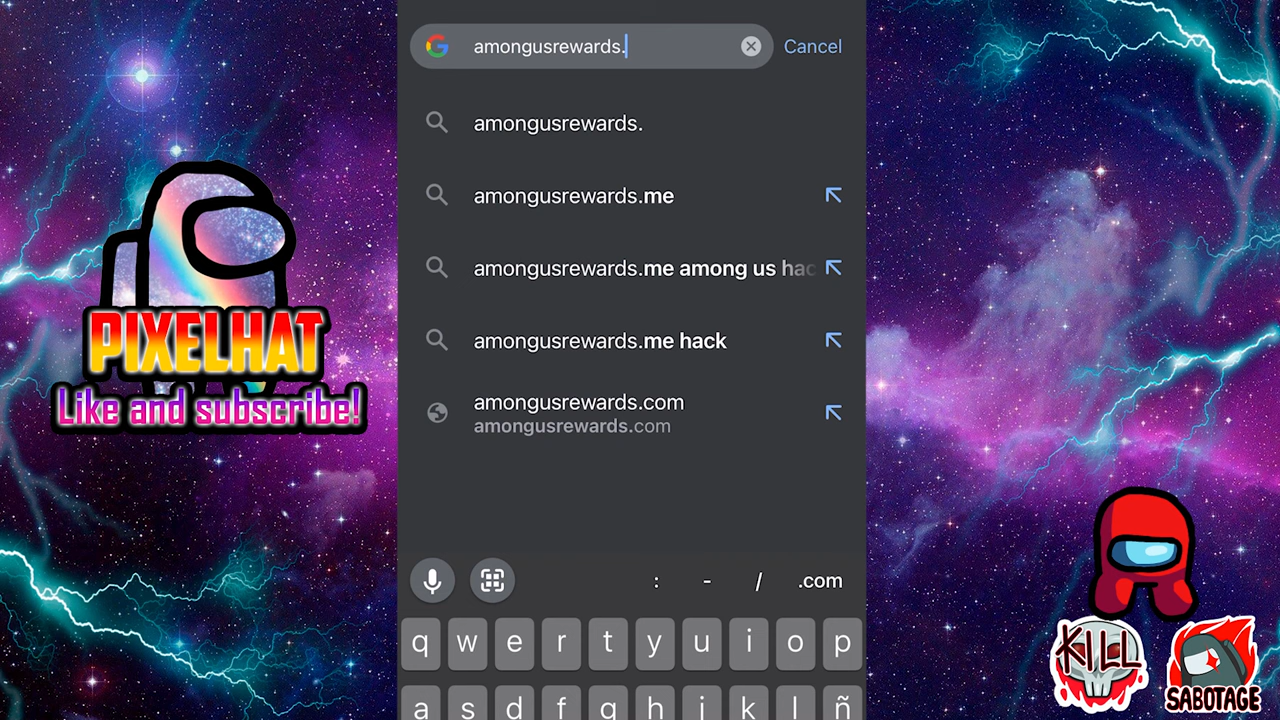 amongusrewards.
Cancel
amongusrewards.
amongusrewards.me
amongusrewards.me among us hac
amongusrewards.me hack
amongusrewards.com
amongusrewards.com
PIXELHAT
Like and subscribe!
: - / .com
q w e r t y u i o p
a s d f g h j k l ñ
KILL
SABOTAGE